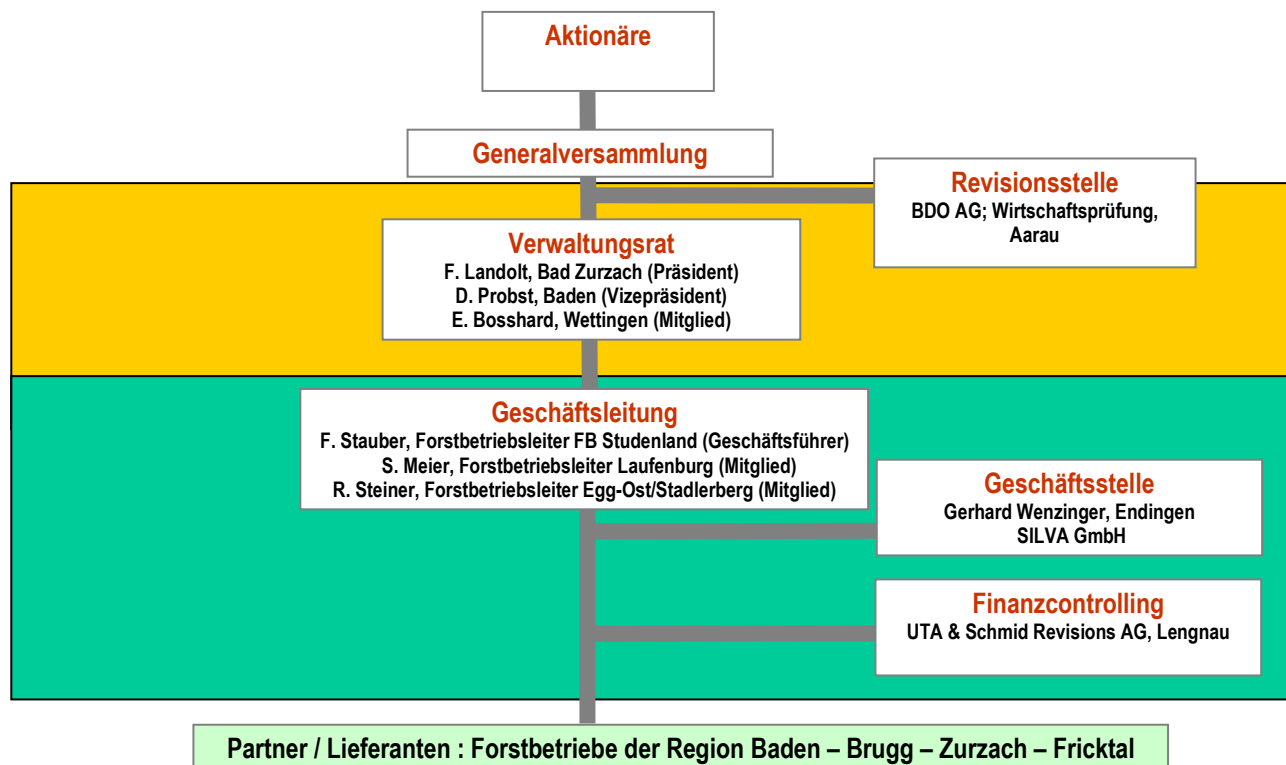 Aktionäre
Generalversammlung
Revisionsstelle
BDO AG; Wirtschaftsprüfung,
Aarau
Verwaltungsrat
F. Landolt, Bad Zurzach (Präsident)
D. Probst, Baden (Vizepräsident)
E. Bosshard, Wettingen (Mitglied)
Geschäftsleitung
F. Stauber, Forstbetriebsleiter FB Studenland (Geschäftsführer)
S. Meier, Forstbetriebsleiter Laufenburg (Mitglied)
R. Steiner, Forstbetriebsleiter Egg-Ost/Stadlerberg (Mitglied)
Geschäftsstelle
Gerhard Wenzinger, Endingen
SILVA GmbH
Finanzcontrolling
UTA & Schmid Revisions AG, Lengnau
Partner / Lieferanten : Forstbetriebe der Region Baden – Brugg – Zurzach – Fricktal